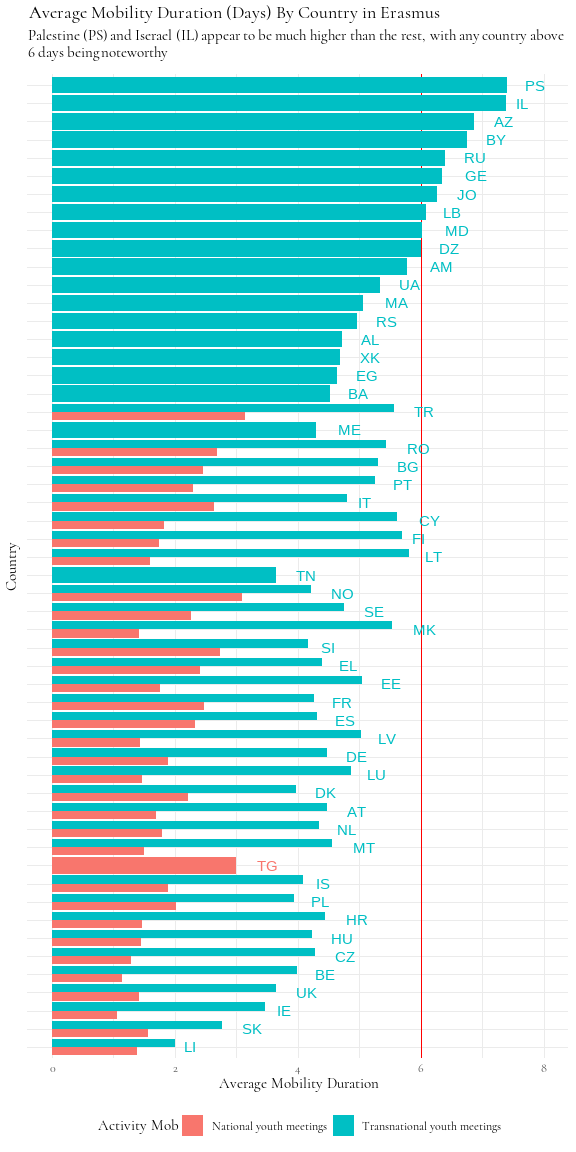 Average Mobility Duration (Days) By Country in Erasmus
Palestine (PS) and Iserael (IL) appear to be much higher than the rest, with any country above
6 days being noteworthy
PS
IL
AZ
BY
RU
GE
JO
LB
MD
DZ
AM
UA
MA
RS
AL
XK
EG
BA
TR
ME
RO
BG
PT
IT
CY
FI
LT
TN
NO
SE
MK
SI
EL
EE
FR
ES
LV
DE
LU
DK
AT
NL
MT
TG
IS
PL
HR
HU
CZ
BE
UK
IE
SK
LI
Country
0 2 4 6 8
Average Mobility Duration
Activity Mob National youth meetings Transnational youth meetings